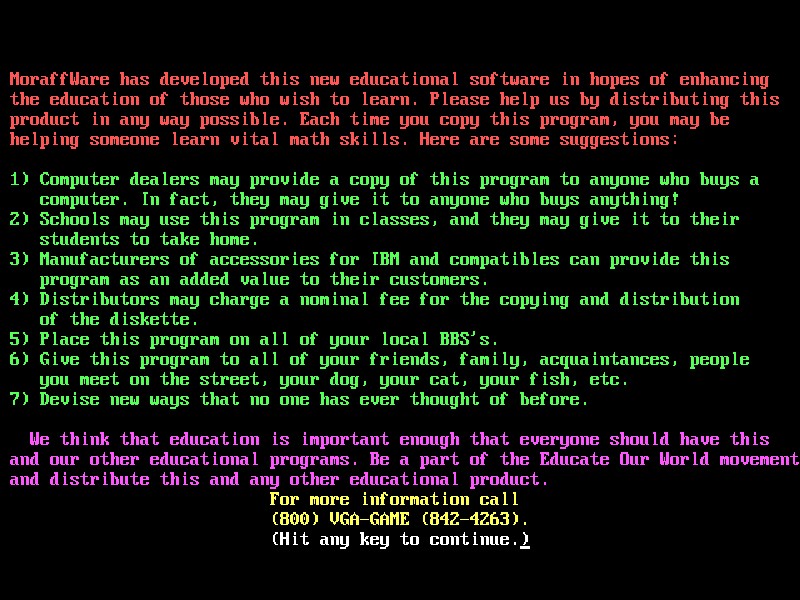 MoraffWare has developed this new educational software in hopes of enhancing
the education of those who wish to learn. Please help us by distributing this
product in any way possible. Each time you copy this program, you may be
helping someone learn vital math skills. Here are some suggestions:
1) Computer dealers may provide a copy of this program to anyone who buys a
computer. In fact, they may give it to anyone who buys anything!
2) Schools may use this program in classes, and they may give it to their
students to take home.
3) Manufacturers of accessories for IBM and compatibles can provide this
program as an added value to their customers.
4) Distributors may charge a nominal fee for the copying and distribution
of the diskette.
5) Place this program on all of your local BBS's.
6) Give this program to all of your friends, family, acquaintances, people
you meet on the street, your dog, your cat, your fish, etc.
7) Devise new ways that no one has ever thought of before.
We think that education is important enough that everyone should have this
and our other educational programs. Be a part of the Educate Our World movement
and distribute this and any other educational product.
For more information call
(800) VGA-GAME (842-4263).
(Hit any key to continue.)